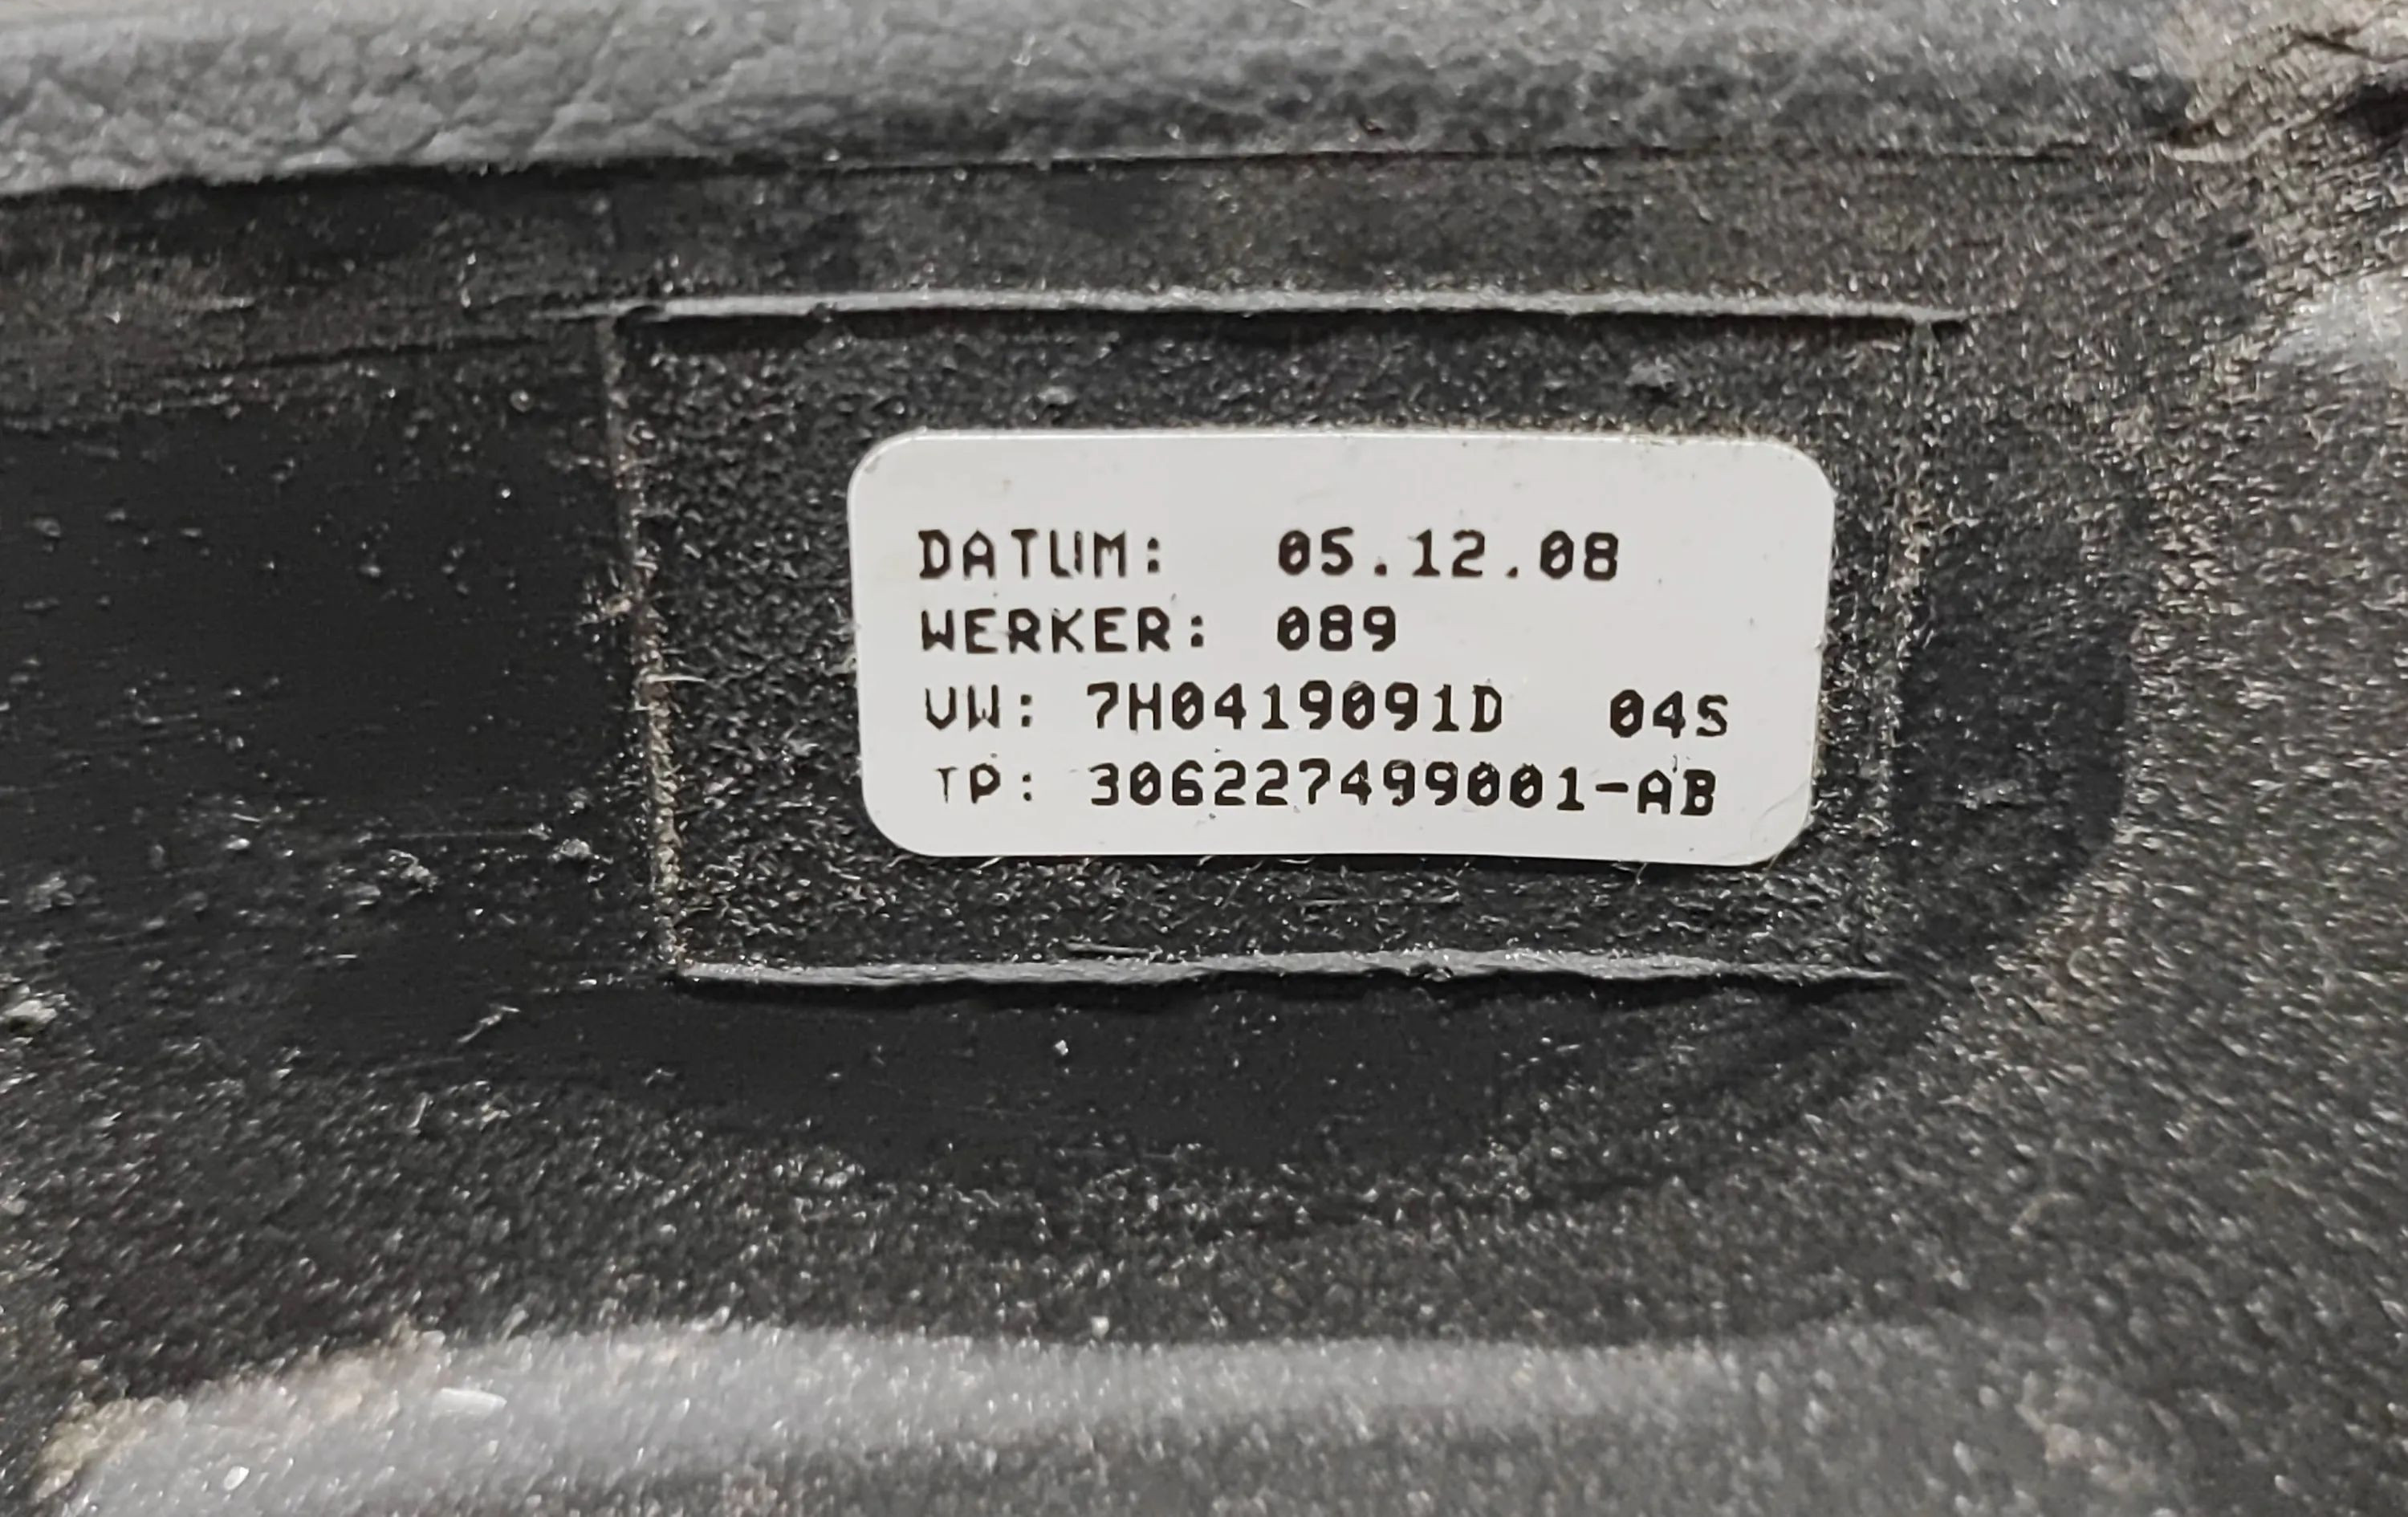 DATUM: 05.12.08
WERKER: 089
VW: 7H0419091D 04S
TP: 306227499001-AB